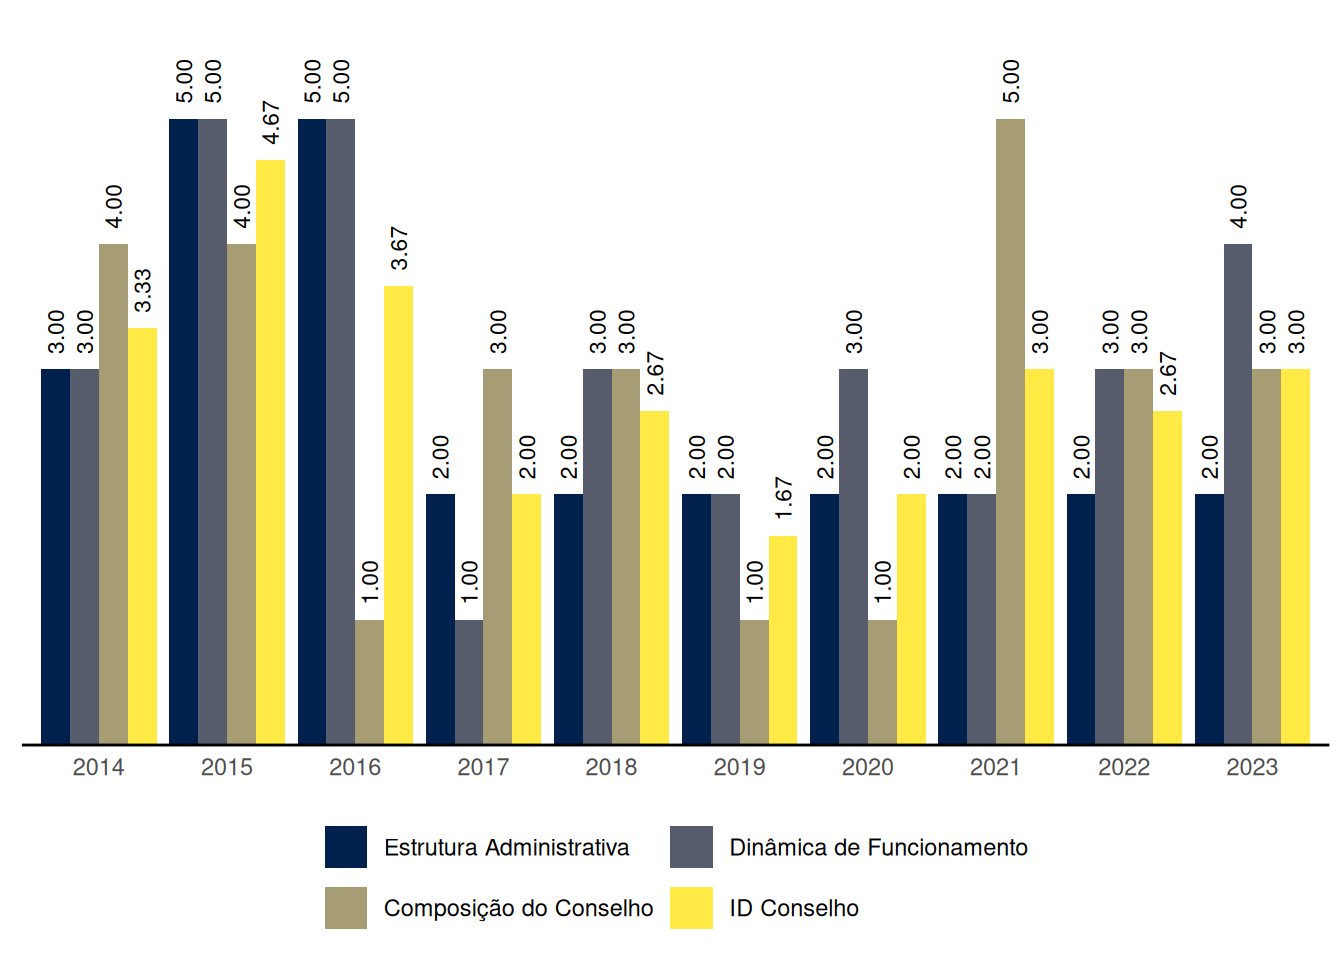 3.00 3.00 4.00 3.33
5.00 5.00 4.00 4.67
5.00 5.00 1.00 3.67
2.00 1.00 3.00 2.00
2.00 3.00 3.00 2.67
2.00 2.00 1.00 1.67
2.00 3.00 1.00 2.00
2.00 2.00 5.00 3.00
2.00 3.00 3.00 2.67
2.00 4.00 3.00 3.00
2014 2015 2016 2017 2018 2019 2020 2021 2022 2023
Estrutura Administrativa Dinâmica de Funcionamento
Composição do Conselho ID Conselho